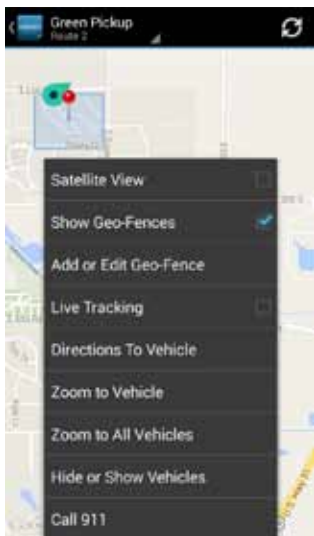 Green Pickup
Route 2
Satellite View
Show Geo-Fences
Add or Edit Geo-Fence
Live Tracking
Directions To Vehicle
Zoom to Vehicle
Zoom to All Vehicles
Hide or Show Vehicles
Call 911